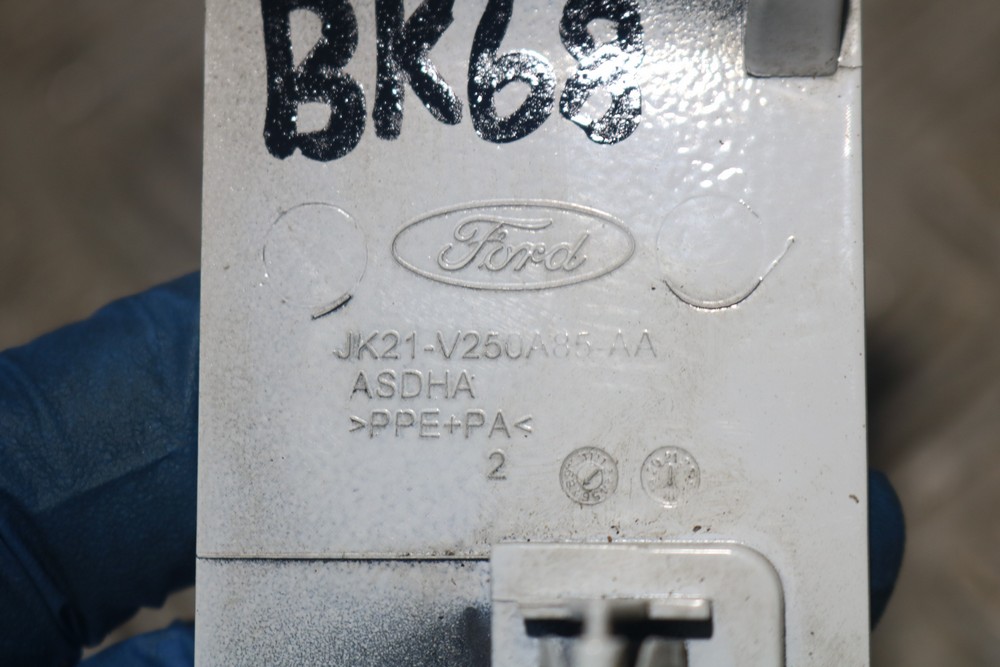 BK68
Ford
JK21-V250A85-AA
ASDHA
>PPE+PA<
2